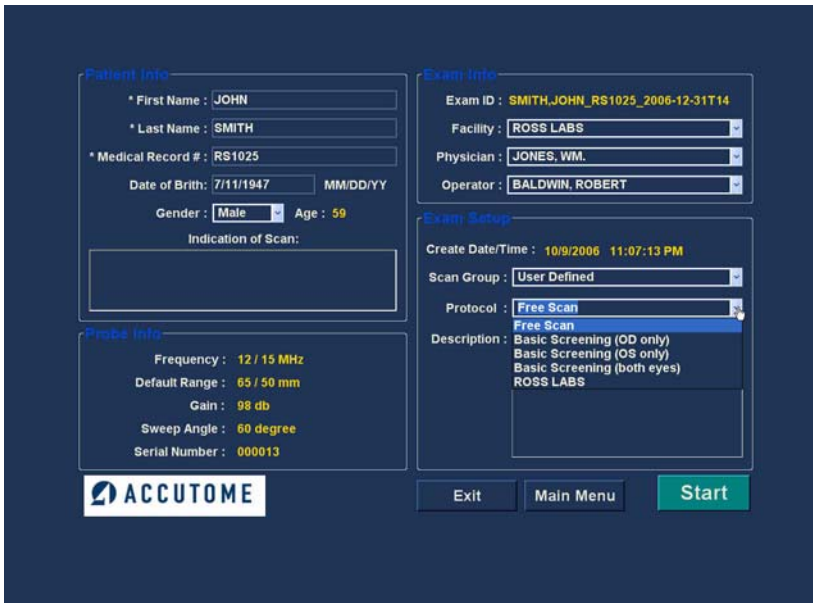 Patient Info
* First Name : JOHN
* Last Name : SMITH
* Medical Record # : RS1025
Date of Brith: 7/11/1947 MM/DD/YY
Gender : Male Age : 59
Indication of Scan:
Probe Info
Frequency : 12 / 15 MHz
Default Range : 65 / 50 mm
Gain : 98 db
Sweep Angle : 60 degree
Serial Number : 000013
ACCUTOME
Exam Info
Exam ID : SMITH,JOHN_RS1025_2006-12-31T14
Facility : ROSS LABS
Physician : JONES, WM.
Operator : BALDWIN, ROBERT
Exam Setup
Create Date/Time : 10/9/2006 11:07:13 PM
Scan Group : User Defined
Protocol : Free Scan
Free Scan
Description : Basic Screening (OD only)
Basic Screening (OS only)
Basic Screening (both eyes)
ROSS LABS
Exit Main Menu Start